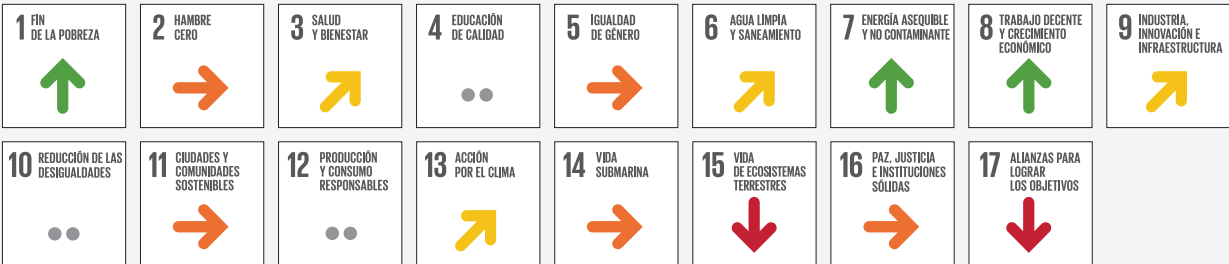 1 FIN
DE LA POBREZA
2 HAMBRE
CERO
3 SALUD
Y BIENESTAR
4 EDUCACIÓN
DE CALIDAD
5 IGUALDAD
DE GÉNERO
6 AGUA LIMPIA
Y SANEAMIENTO
7 ENERGÍA ASEQUIBLE
Y NO CONTAMINANTE
8 TRABAJO DECENTE
Y CRECIMIENTO
ECONÓMICO
9 INDUSTRIA,
INNOVACIÓN E
INFRAESTRUCTURA
10 REDUCCIÓN DE LAS
DESIGUALDADES
11 CIUDADES Y
COMUNIDADES
SOSTENIBLES
12 PRODUCCIÓN
Y CONSUMO
RESPONSABLES
13 ACCIÓN
POR EL CLIMA
14 VIDA
SUBMARINA
15 VIDA
DE ECOSISTEMAS
TERRESTRES
16 PAZ, JUSTICIA
E INSTITUCIONES
SÓLIDAS
17 ALIANZAS PARA
LOGRAR
LOS OBJETIVOS